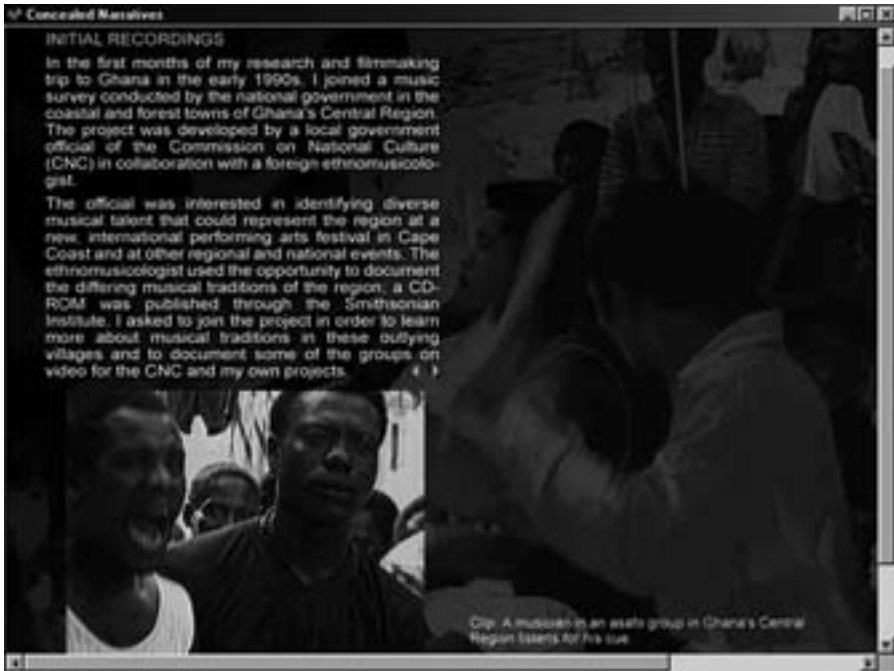 Concealed Narratives
INITIAL RECORDINGS
In the first months of my research and filmmaking
trip to Ghana in the early 1990s, I joined a music
survey conducted by the national government in the
coastal and forest towns of Ghana's Central Region.
The project was developed by a local government
official of the Commission on National Culture
(CNC) in collaboration with a foreign ethnomusicolo-
gist.
The official was interested in identifying diverse
musical talent that could represent the region at a
new, international performing arts festival in Cape
Coast and at other regional and national events. The
ethnomusicologist used the opportunity to document
the differing musical traditions of the region; a CD-
ROM was published through the Smithsonian
Institute. I asked to join the project in order to learn
more about musical traditions in these outlying
villages and to document some of the groups on
video for the CNC and my own projects.
Clip: A musician in an asafo group in Ghana's Central
Region listens for his cue